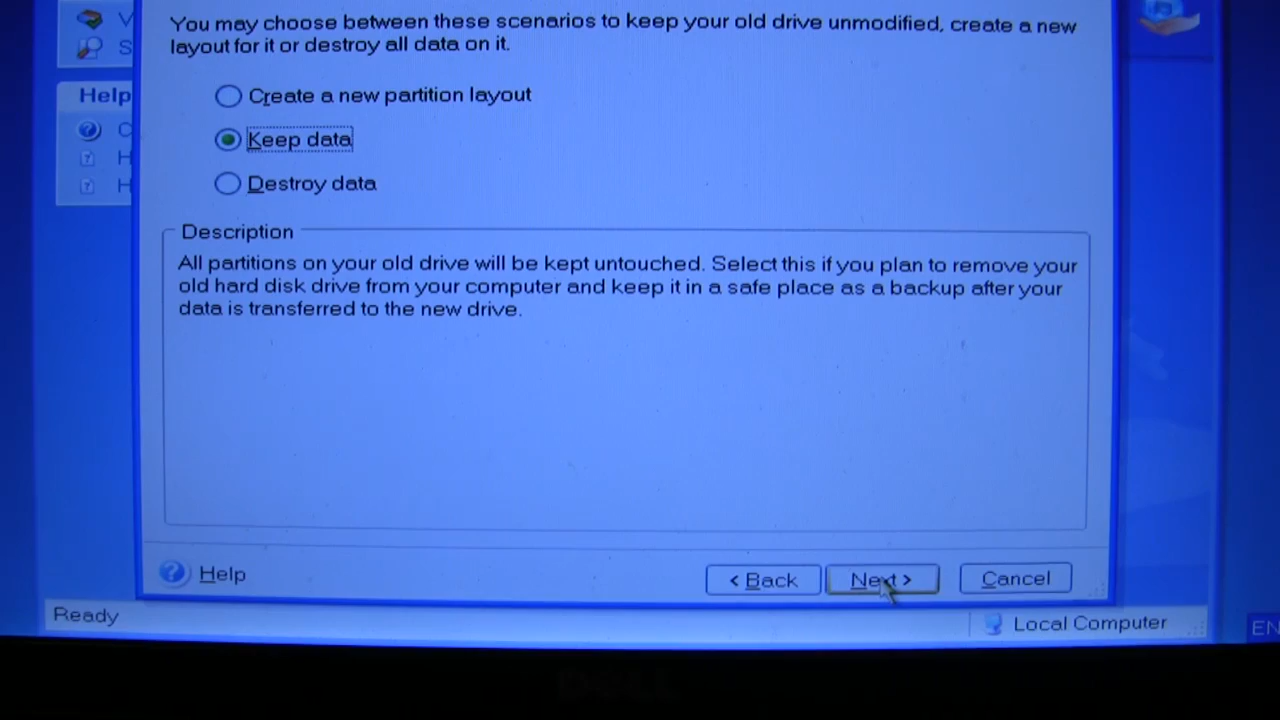 You may choose between these scenarios to keep your old drive unmodified, create a new
layout for it or destroy all data on it.
V
S
Help
C
H
H
Create a new partition layout
Keep data
Destroy data
Description
All partitions on your old drive will be kept untouched. Select this if you plan to remove your
old hard disk drive from your computer and keep it in a safe place as a backup after your
data is transferred to the new drive.
Help
< Back
Next >
Cancel
Ready
Local Computer
EN
DELL